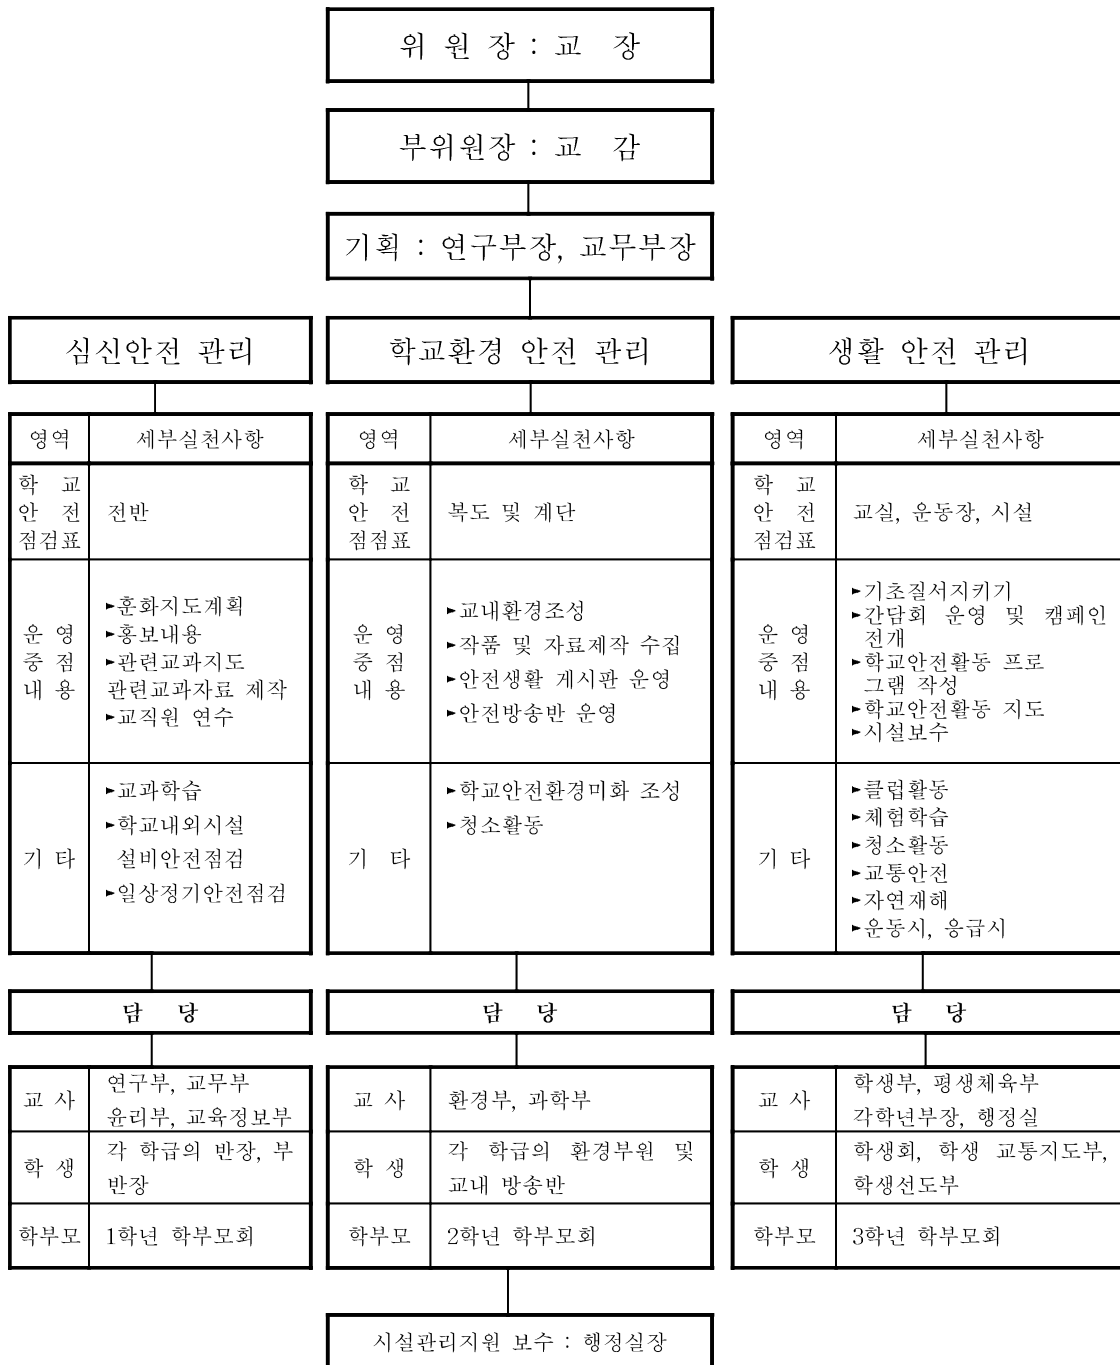 위 원 장 : 교 장
부위원장 : 교 감
기획 : 연구부장, 교무부장
심신안전 관리
영역 세부실천사항
학 교
안 전
점검표
전반
운 영
중 점
내 용
►훈화지도계획
►홍보내용
►관련교과지도
관련교과자료 제작
►교직원 연수
기 타
►교과학습
►학교내외시설
설비안전점검
►일상정기안전점검
담 당
교 사
연구부, 교무부
윤리부, 교육정보부
학 생
각 학급의 반장, 부
반장
학부모 1학년 학부모회
학교환경 안전 관리
영역 세부실천사항
학 교
안 전
점점표
복도 및 계단
운 영
중 점
내 용
►교내환경조성
►작품 및 자료제작 수집
►안전생활 게시판 운영
►안전방송반 운영
기 타
►학교안전환경미화 조성
►청소활동
담 당
교 사 환경부, 과학부
학 생
각 학급의 환경부원 및
교내 방송반
학부모 2학년 학부모회
생활 안전 관리
영역 세부실천사항
학 교
안 전
점검표
교실, 운동장, 시설
운 영
중 점
내 용
►기초질서지키기
►간담회 운영 및 캠페인
전개
►학교안전활동 프로
그램 작성
►학교안전활동 지도
►시설보수
기 타
►클럽활동
►체험학습
►청소활동
►교통안전
►자연재해
►운동시, 응급시
담 당
교 사
학생부, 평생체육부
각학년부장, 행정실
학 생
학생회, 학생 교통지도부,
학생선도부
학부모 3학년 학부모회
시설관리지원 보수 : 행정실장